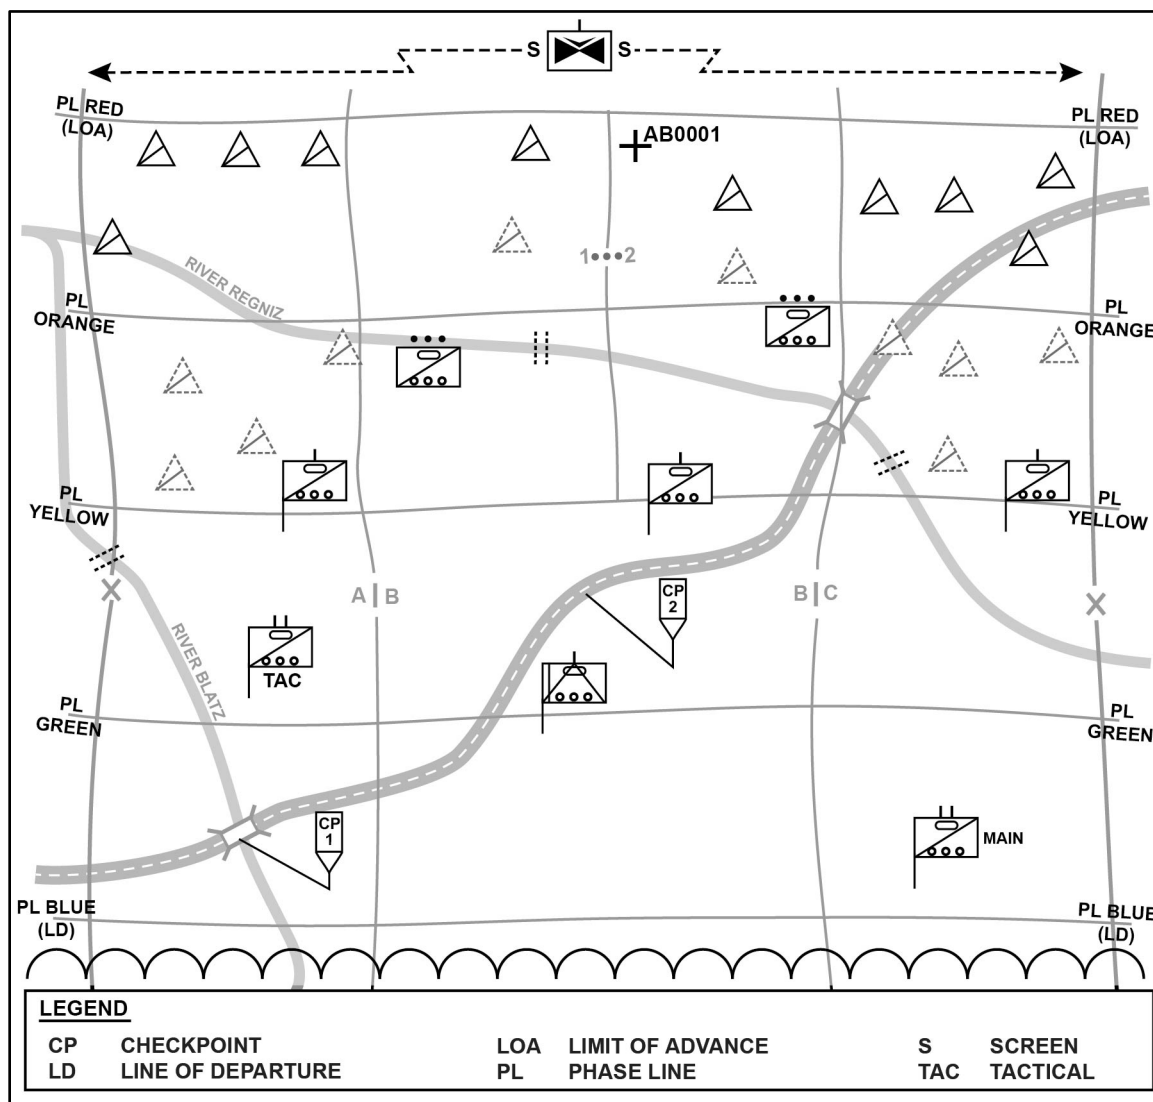 S S
PL RED
(LOA)
PL RED
(LOA)
AB0001
1 2
RIVER REGNIZ
PL
ORANGE
PL
ORANGE
PL
YELLOW
PL
YELLOW
A B
B C
CP
2
RIVER BLATZ
TAC
PL
GREEN
PL
GREEN
CP
1
MAIN
PL BLUE
(LD)
PL BLUE
(LD)
LEGEND
CP CHECKPOINT LOA LIMIT OF ADVANCE S SCREEN
LD LINE OF DEPARTURE PL PHASE LINE TAC TACTICAL